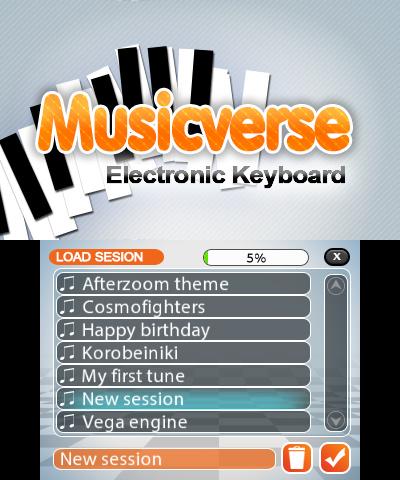 Musicverse
Electronic Keyboard
LOAD SESION
5%
X
Afterzoom theme
Cosmofighters
Happy birthday
Korobeiniki
My first tune
New session
Vega engine
New session